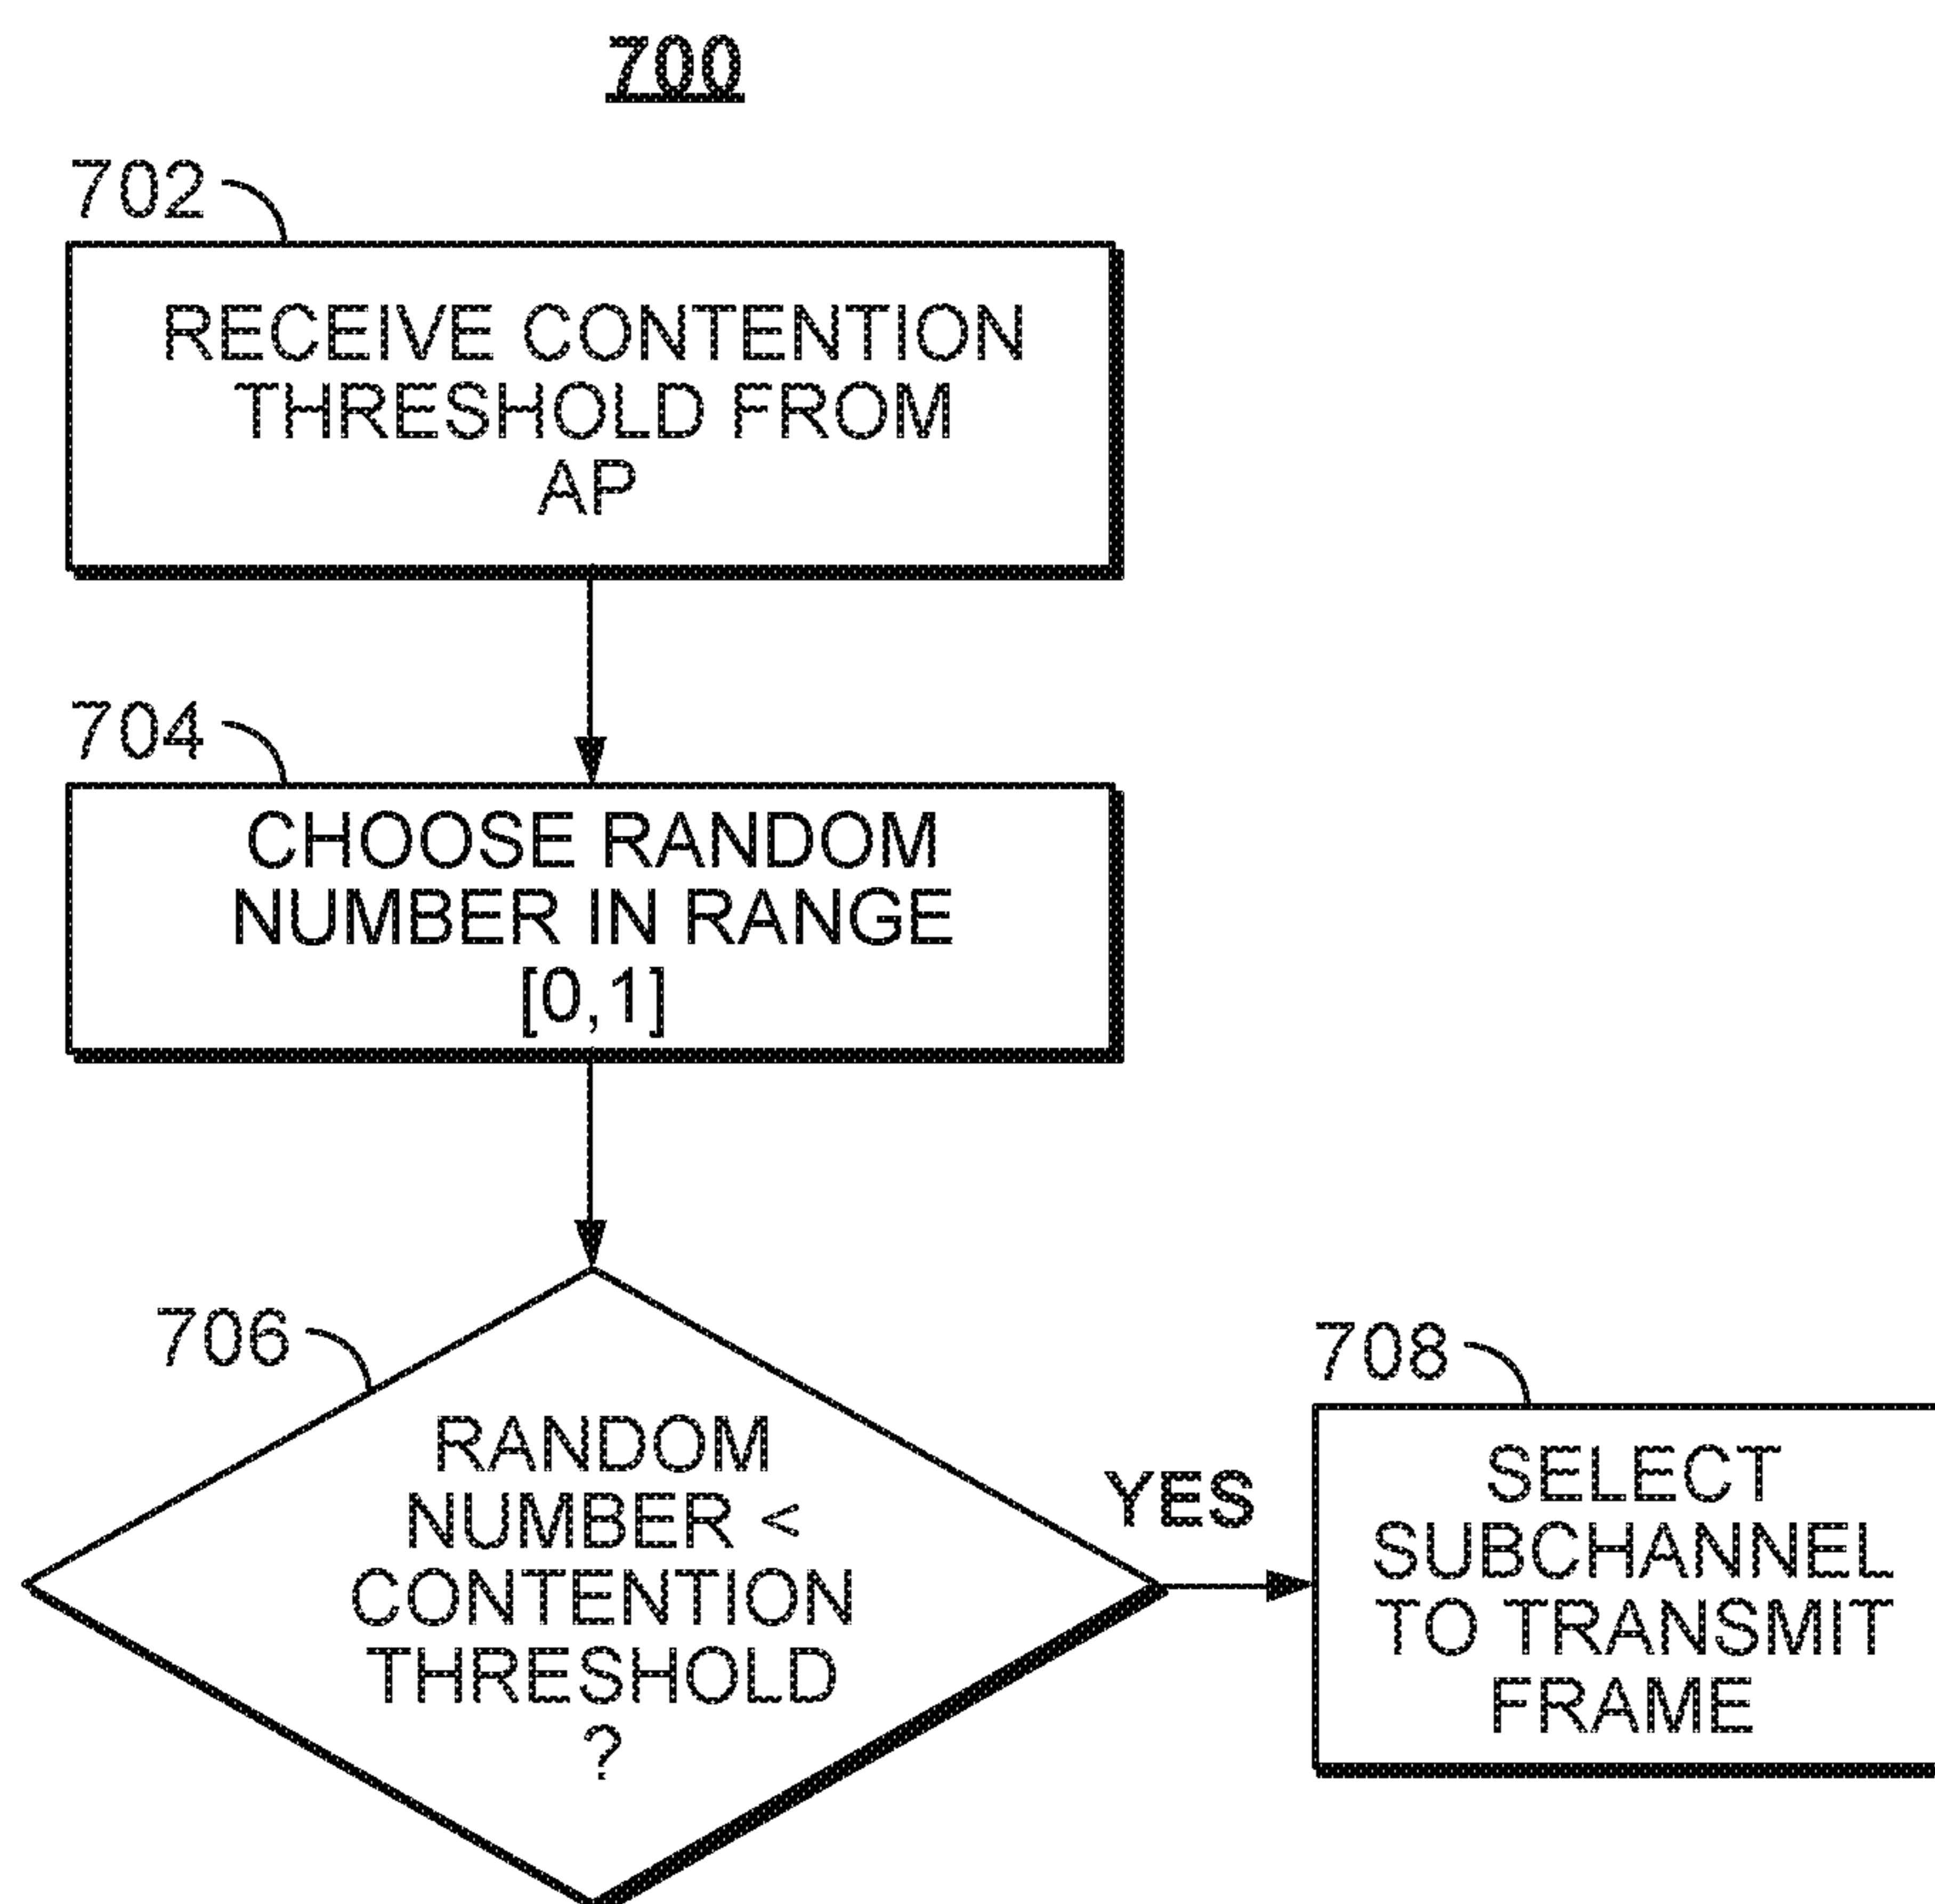 700
702
RECEIVE CONTENTION
THRESHOLD FROM
AP
704
CHOOSE RANDOM
NUMBER IN RANGE
[0,1]
706
RANDOM
NUMBER <
CONTENTION
THRESHOLD
?
YES
708
SELECT
SUBCHANNEL
TO TRANSMIT
FRAME